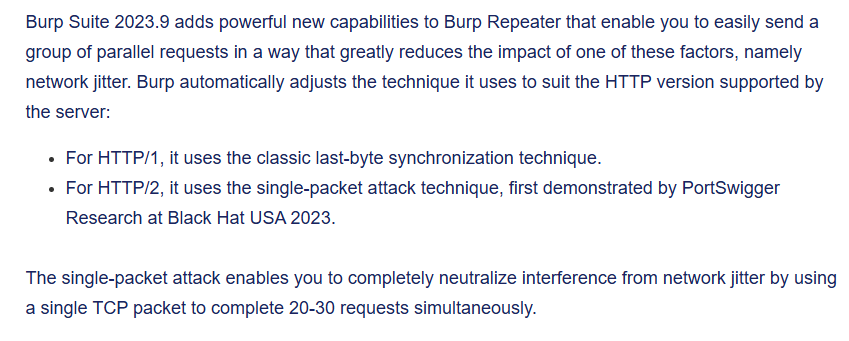 Burp Suite 2023.9 adds powerful new capabilities to Burp Repeater that enable you to easily send a
group of parallel requests in a way that greatly reduces the impact of one of these factors, namely
network jitter. Burp automatically adjusts the technique it uses to suit the HTTP version supported by
the server:
• For HTTP/1, it uses the classic last-byte synchronization technique.
• For HTTP/2, it uses the single-packet attack technique, first demonstrated by PortSwigger
Research at Black Hat USA 2023.
The single-packet attack enables you to completely neutralize interference from network jitter by using
a single TCP packet to complete 20-30 requests simultaneously.